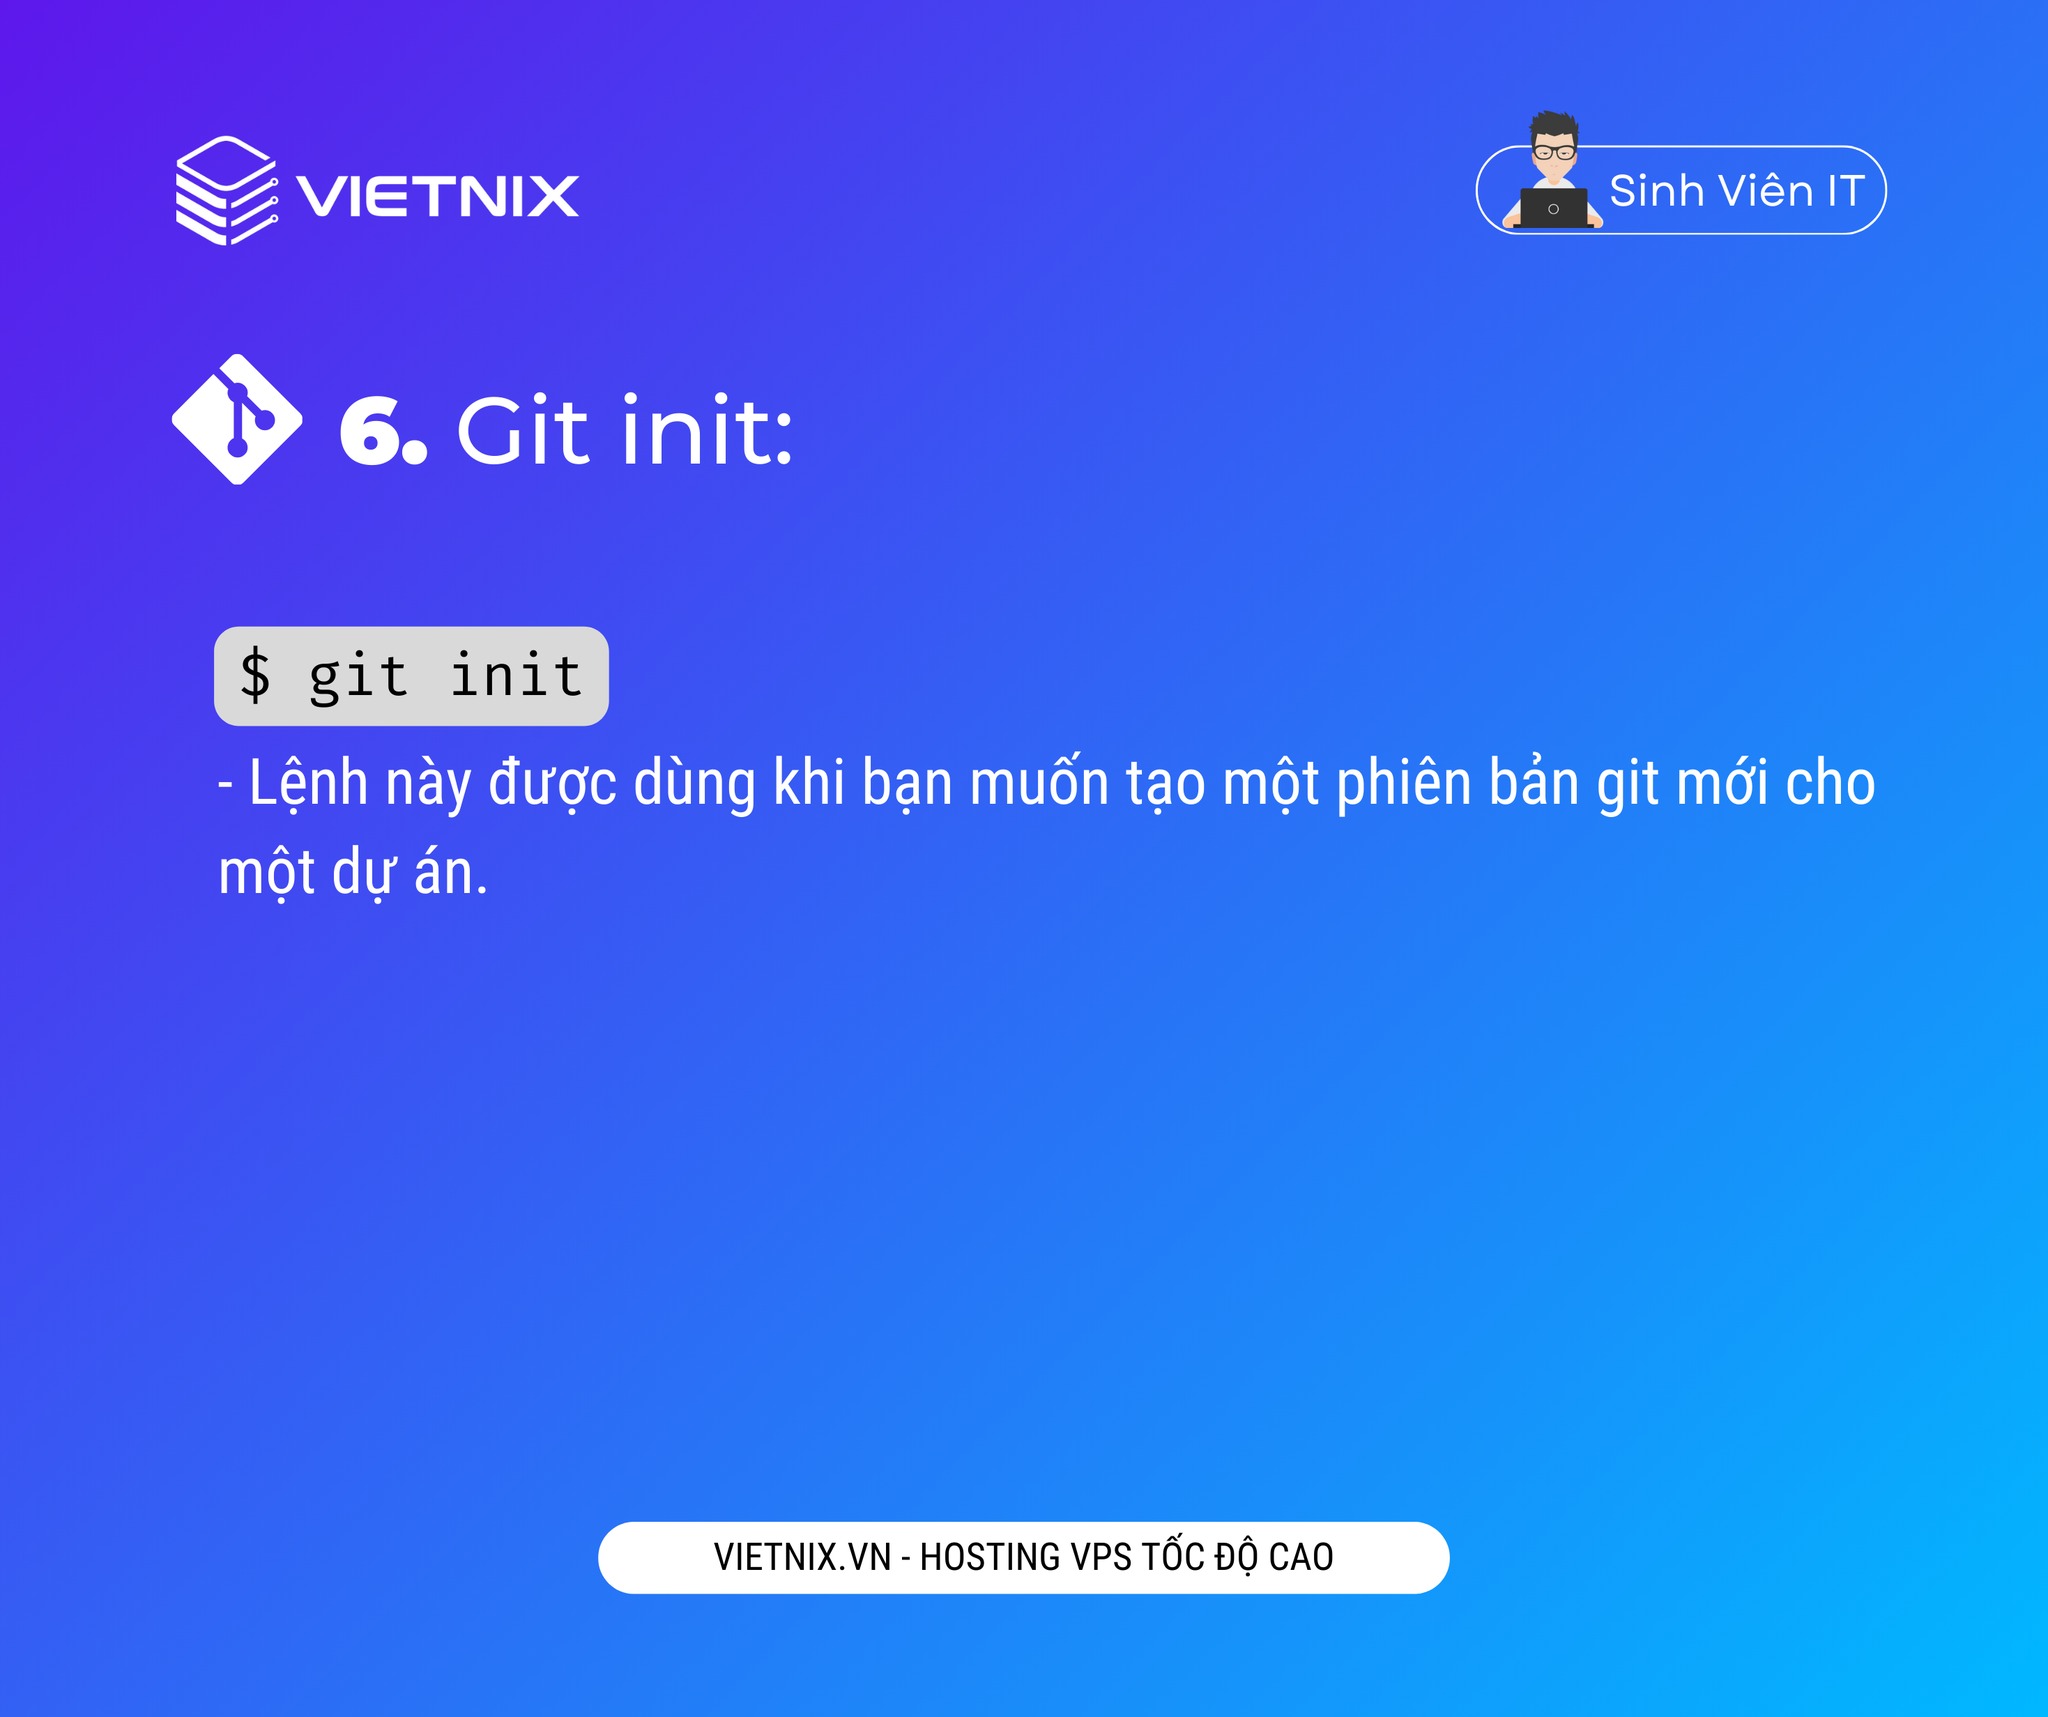 VIETNIX
Sinh Viên IT
6. Git init:
$ git init
- Lệnh này được dùng khi bạn muốn tạo một phiên bản git mới cho
một dự án.
VIETNIX.VN - HOSTING VPS TỐC ĐỘ CAO